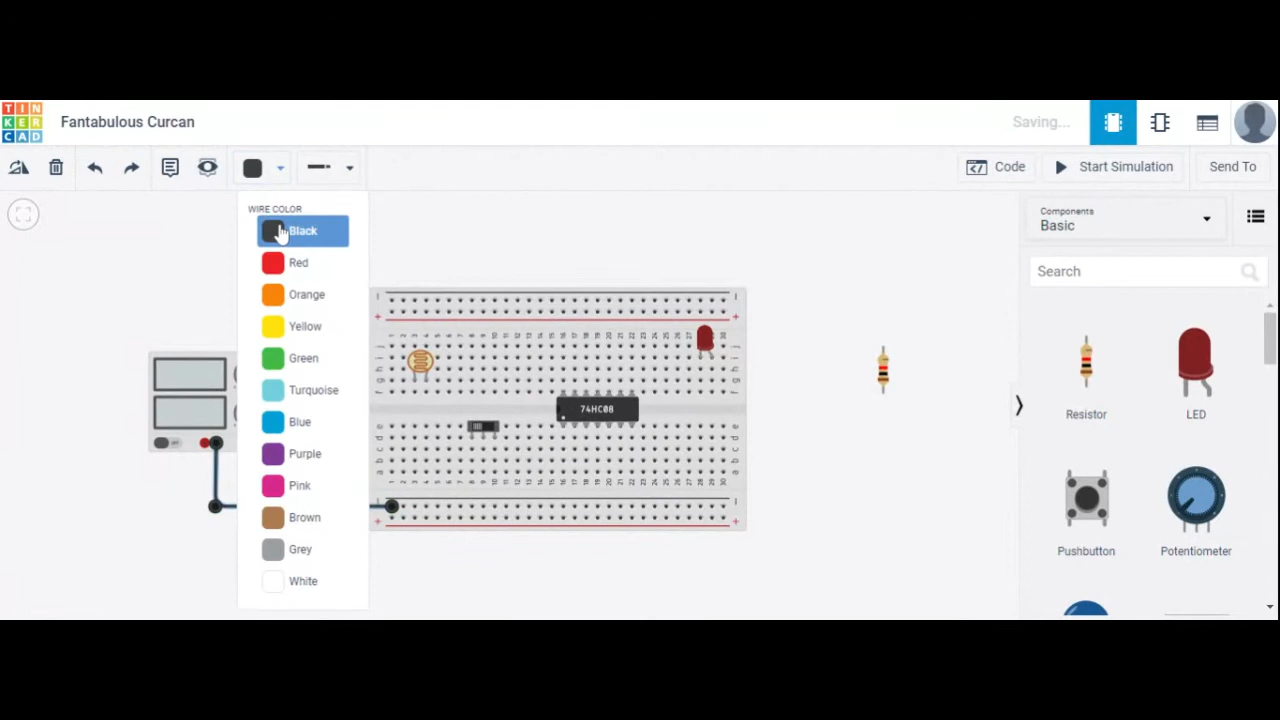 TIN
KER
CAD
Fantabulous Curcan
Saving...
Code
Start Simulation
Send To
WIRE COLOR
Black
Red
Orange
Yellow
Green
Turquoise
Blue
Purple
Pink
Brown
Grey
White
74HC08
Components
Basic
Search
Resistor
LED
Pushbutton
Potentiometer